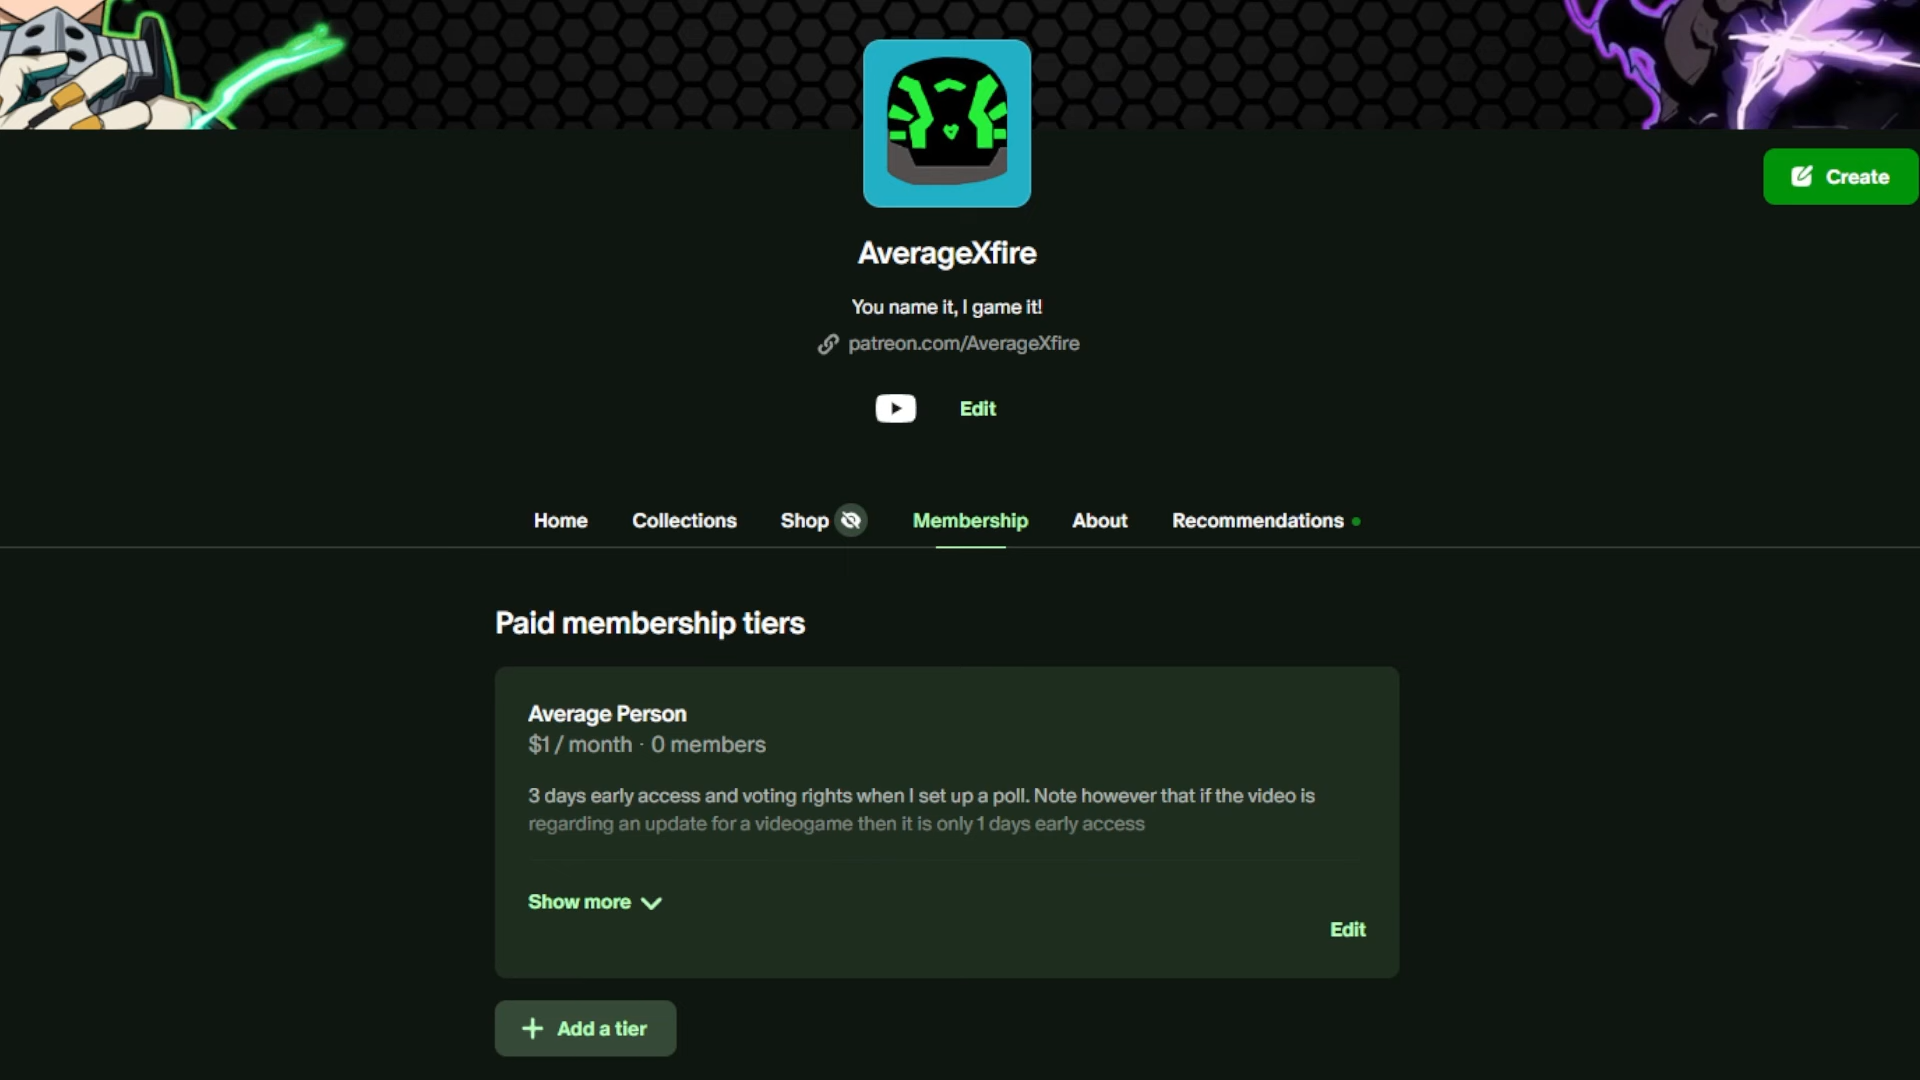 Create
AverageXfire
You name it, I game it!
patreon.com/AverageXfire
Edit
Home Collections Shop Membership About Recommendations
Paid membership tiers
Average Person
$1 / month · 0 members
3 days early access and voting rights when I set up a poll. Note however that if the video is
regarding an update for a videogame then it is only 1 days early access
Show more
Edit
Add a tier